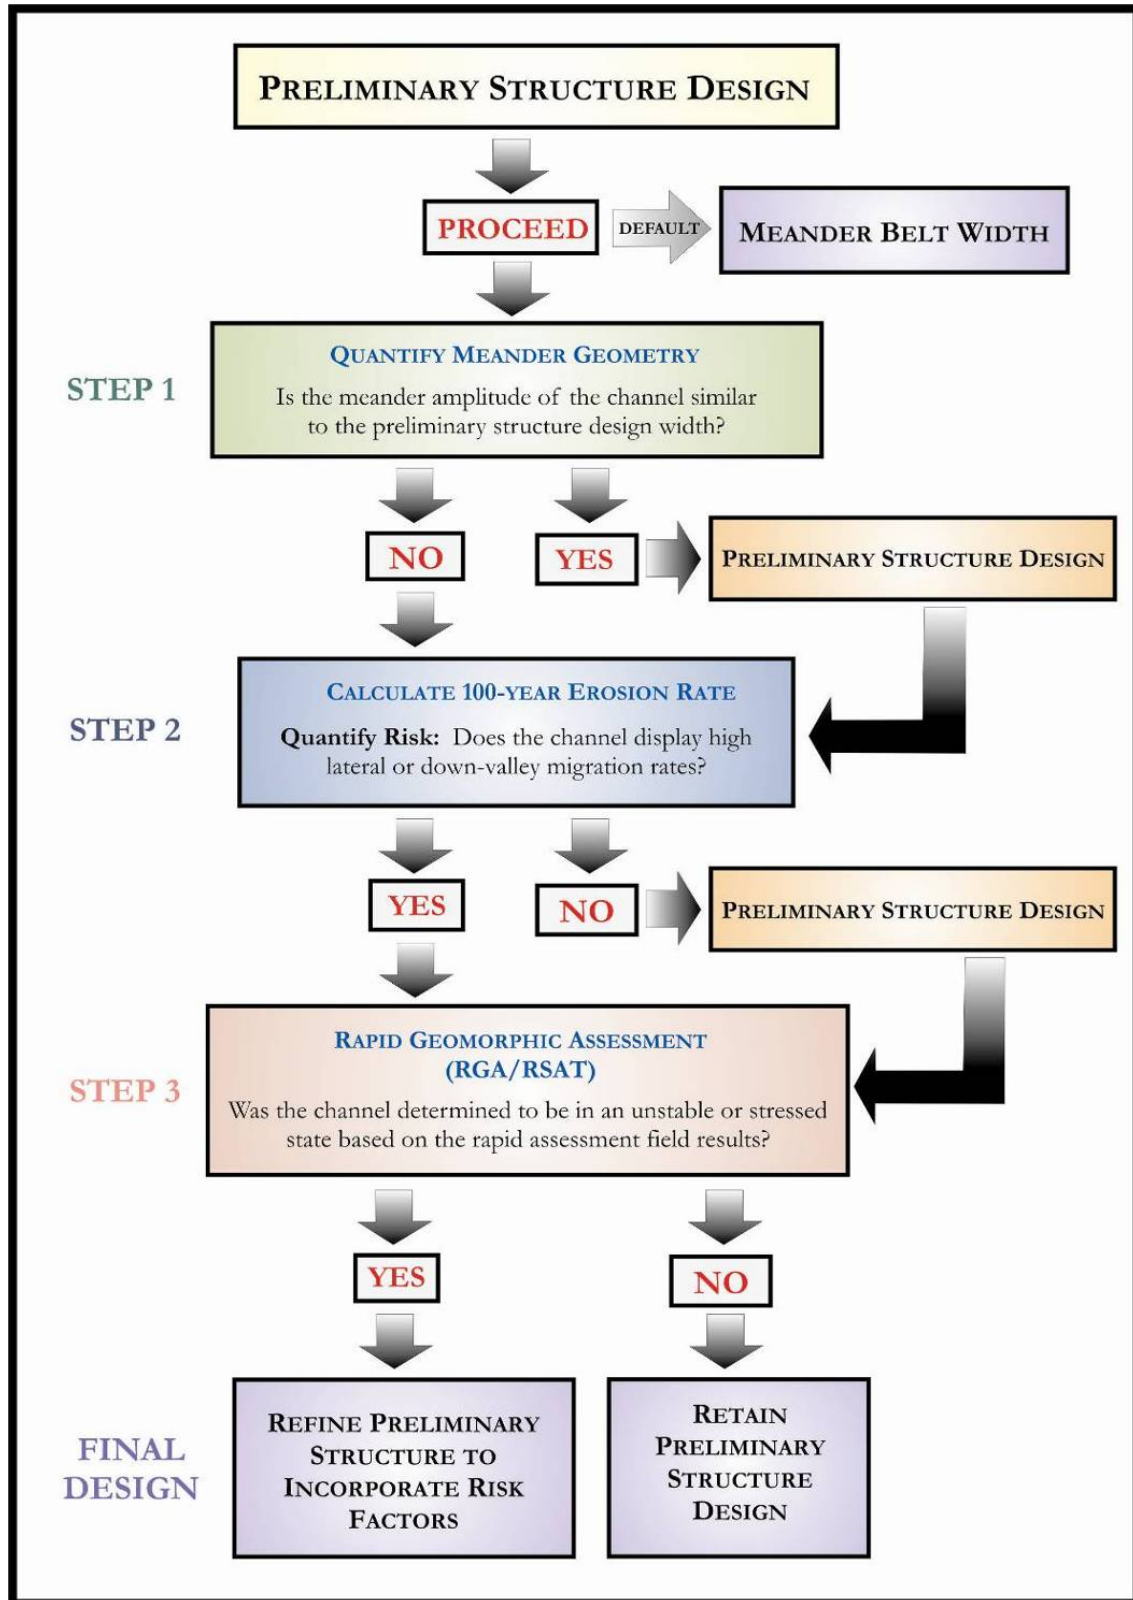 PRELIMINARY STRUCTURE DESIGN
PROCEED
DEFAULT
MEANDER BELT WIDTH
STEP 1
QUANTIFY MEANDER GEOMETRY
Is the meander amplitude of the channel similar
to the preliminary structure design width?
NO
YES
PRELIMINARY STRUCTURE DESIGN
STEP 2
CALCULATE 100-YEAR EROSION RATE
Quantify Risk: Does the channel display high
lateral or down-valley migration rates?
YES
NO
PRELIMINARY STRUCTURE DESIGN
STEP 3
RAPID GEOMORPHIC ASSESSMENT
(RGA/RSAT)
Was the channel determined to be in an unstable or stressed
state based on the rapid assessment field results?
YES
NO
FINAL
DESIGN
REFINE PRELIMINARY
STRUCTURE TO
INCORPORATE RISK
FACTORS
RETAIN
PRELIMINARY
STRUCTURE
DESIGN